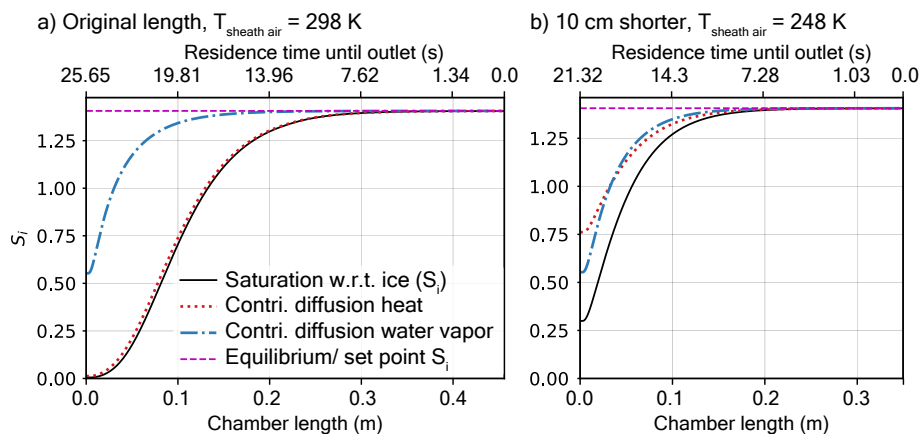 a) Original length, T sheath air = 298 K
Residence time until outlet (s)
25.65 19.81 13.96 7.62 1.34 0.0
1.25
1.00
0.75
0.50
0.25
0.00
S_i
Saturation w.r.t. ice (S_i)
Contri. diffusion heat
Contri. diffusion water vapor
Equilibrium/ set point S_i
0.0 0.1 0.2 0.3 0.4
Chamber length (m)
b) 10 cm shorter, T sheath air = 248 K
Residence time until outlet (s)
21.32 14.3 7.28 1.03 0.0
1.25
1.00
0.75
0.50
0.25
0.00
0.0 0.1 0.2 0.3
Chamber length (m)